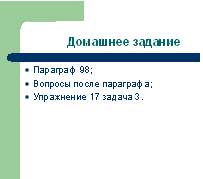 Домашнее задание
Параграф 98;
Вопросы после параграфа;
Упражнение 17 задача 3.